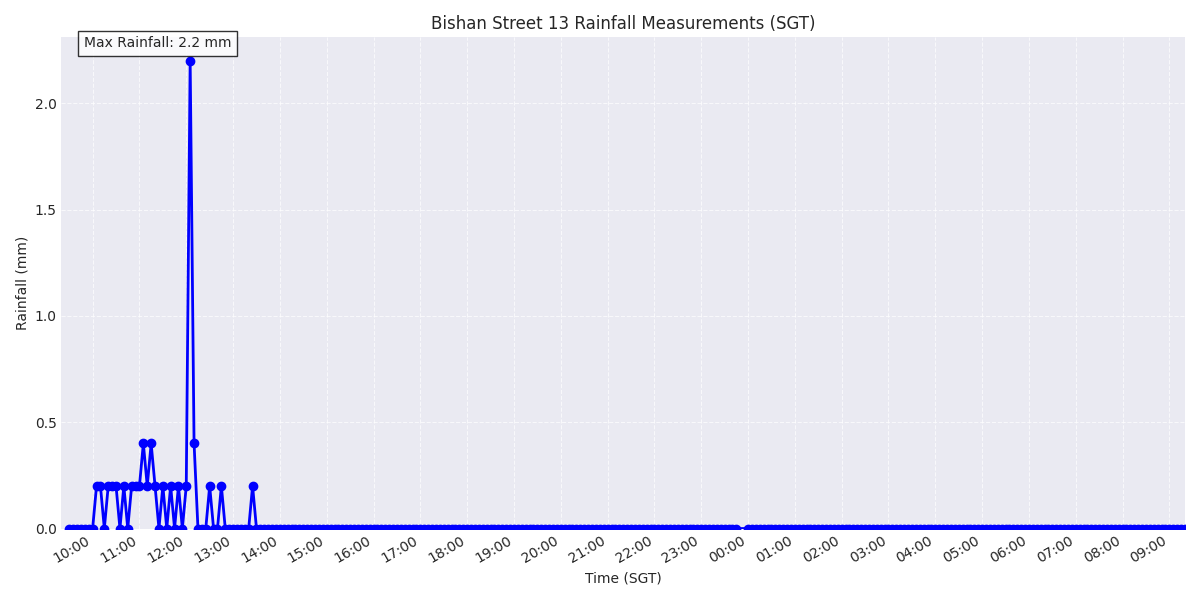 Bishan Street 13 Rainfall Measurements (SGT)
Max Rainfall: 2.2 mm
2.0
1.5
1.0
0.5
0.0
Rainfall (mm)
10:00 11:00 12:00 13:00 14:00 15:00 16:00 17:00 18:00 19:00 20:00 21:00 22:00 23:00 00:00 01:00 02:00 03:00 04:00 05:00 06:00 07:00 08:00 09:00
Time (SGT)